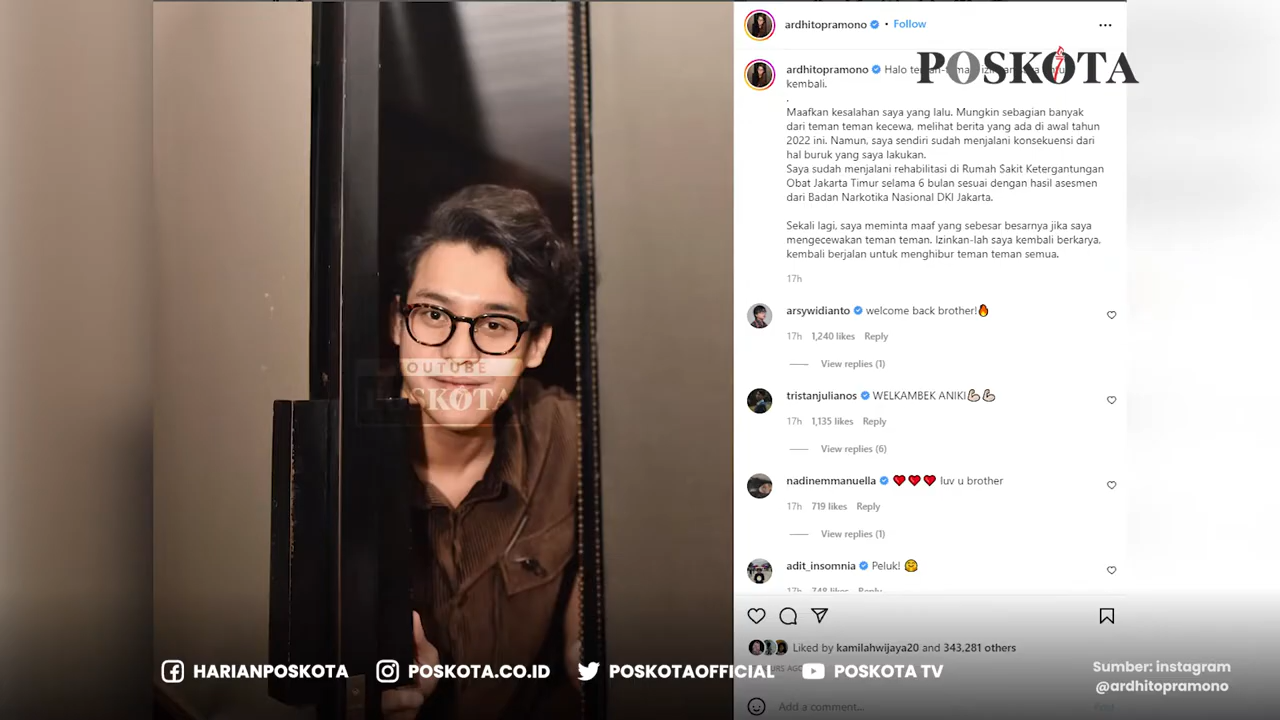 ardhitopramono • Follow
POSKOTA
ardhitopramono Halo
kembali.
.
Maafkan kesalahan saya yang lalu. Mungkin sebagian banyak
dari teman teman kecewa, melihat berita yang ada di awal tahun
2022 ini. Namun, saya sendiri sudah menjalani konsekuensi dari
hal buruk yang saya lakukan.
Saya sudah menjalani rehabilitasi di Rumah Sakit Ketergantungan
Obat Jakarta Timur selama 6 bulan sesuai dengan hasil asesmen
dari Badan Narkotika Nasional DKI Jakarta.
Sekali lagi, saya meminta maaf yang sebesar besarnya jika saya
mengecewakan teman teman. Izinkan-lah saya kembali berkarya.
kembali berjalan untuk menghibur teman teman semua.
17h
arsywidianto welcome back brother!🔥
17h 1,240 likes Reply
View replies (1)
tristanjulianos WELKAMBEK ANIKI💪🏻💪🏻
17h 1,135 likes Reply
View replies (6)
nadinemmanuella ❤️❤️❤️ luv u brother
17h 719 likes Reply
View replies (1)
adit_insomnia Peluk! 🤗
17h 748 likes Reply
YOUTUBE
POSKOTA
Liked by kamilahwijaya20 and 343,281 others
Add a comment...
HARIANPOSKOTA POSKOTA.CO.ID POSKOTAOFFICIAL POSKOTA TV
Sumber: instagram
@ardhitopramono